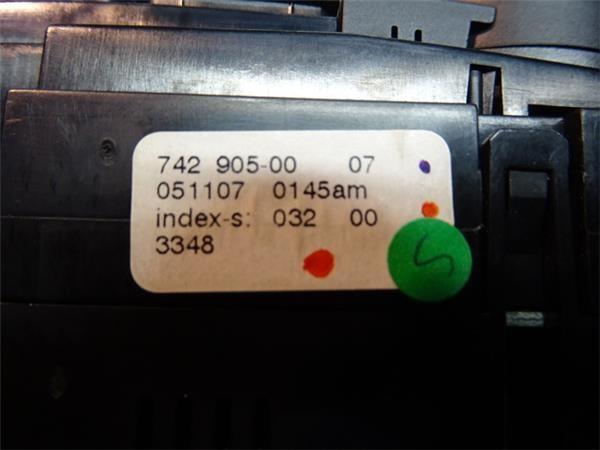 742 905-00 07
051107 0145am
index-s: 032 00
3348